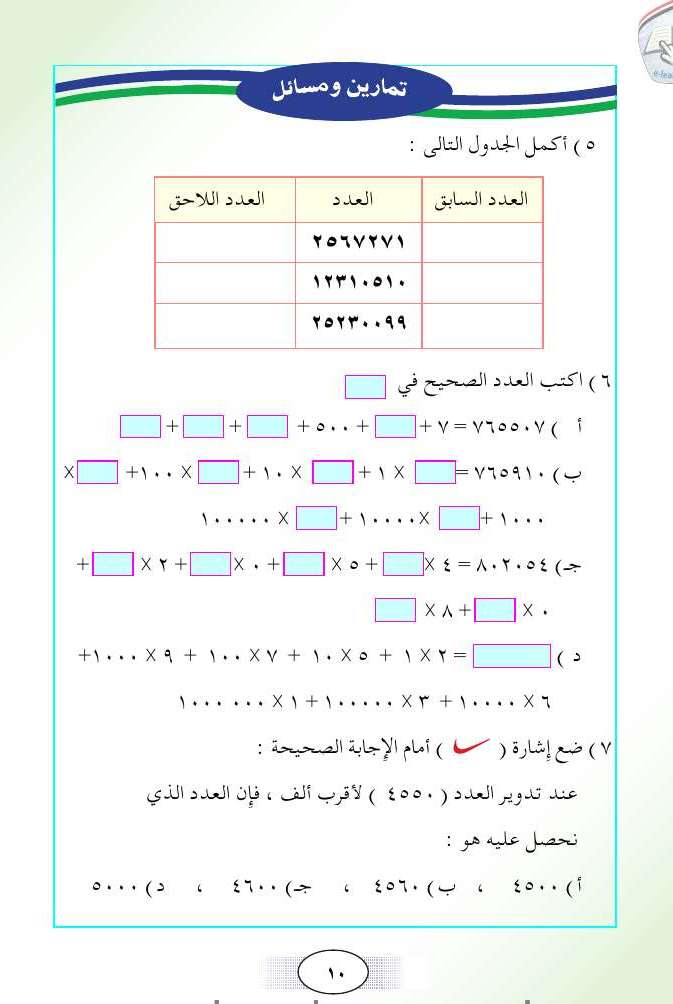 تمارين ومسائل
٥ ) أكمل الجدول التالى :
العدد السابق العدد العدد اللاحق
٢٥٦٧٢٧١
١٢٣١٠٥١٠
٢٥٢٣٠٠٩٩
٦ ) اكتب العدد الصحيح في
أ ) ٧٦٥٥٠٧ = ٧ + + ٥٠٠ + + +
ب ) ٧٦٥٩١٠ = × ١ + × ١٠ + × ١٠٠ + ×
١٠٠٠ + × ١٠٠٠٠ + × ١٠٠٠٠٠
جـ) ٨٠٢٠٥٤ = ٤ × + ٥ × + ٠ × + ٢ × +
٠ × + ٨ ×
د ) = ٢ × ١ + ٥ × ١٠ + ٧ × ١٠٠ + ٩ × ١٠٠٠ +
٦ × ١٠٠٠٠ + ٣ × ١٠٠٠٠٠ + ١ × ١٠٠٠ ٠٠٠
٧ ) ضع إشارة ( ✓ ) أمام الإجابة الصحيحة :
عند تدوير العدد ( ٤٥٥٠ ) لأقرب ألف ، فإن العدد الذي
نحصل عليه هو :
أ ) ٤٥٠٠ ، ب ) ٤٥٦٠ ، جـ) ٤٦٠٠ ، د ) ٥٠٠٠
١٠